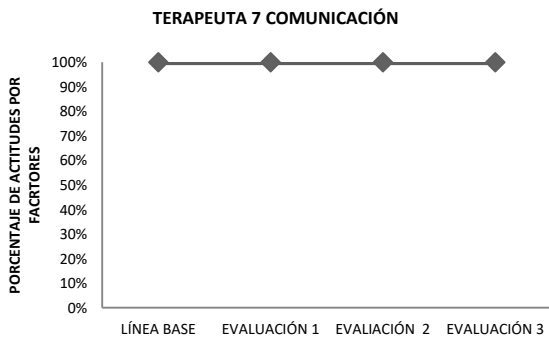 TERAPEUTA 7 COMUNICACIÓN
PORCENTAJE DE ACTITUDES POR
FACRTORES
100%
90%
80%
70%
60%
50%
40%
30%
20%
10%
0%
LÍNEA BASE EVALUACIÓN 1 EVALIACIÓN 2 EVALUACIÓN 3